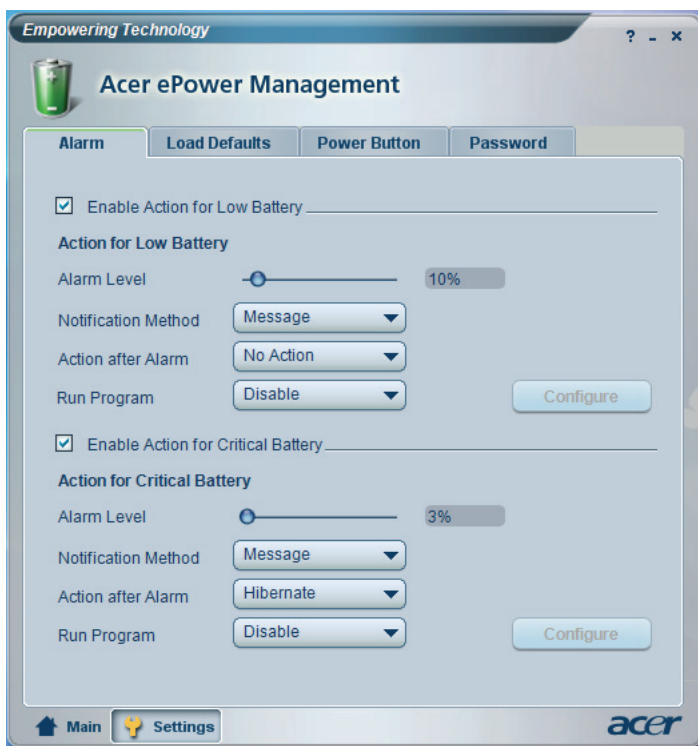 Empowering Technology
? - ×
Acer ePower Management
Alarm Load Defaults Power Button Password
Enable Action for Low Battery
Action for Low Battery
Alarm Level 10%
Notification Method Message
Action after Alarm No Action
Run Program Disable Configure
Enable Action for Critical Battery
Action for Critical Battery
Alarm Level 3%
Notification Method Message
Action after Alarm Hibernate
Run Program Disable Configure
Main Settings acer